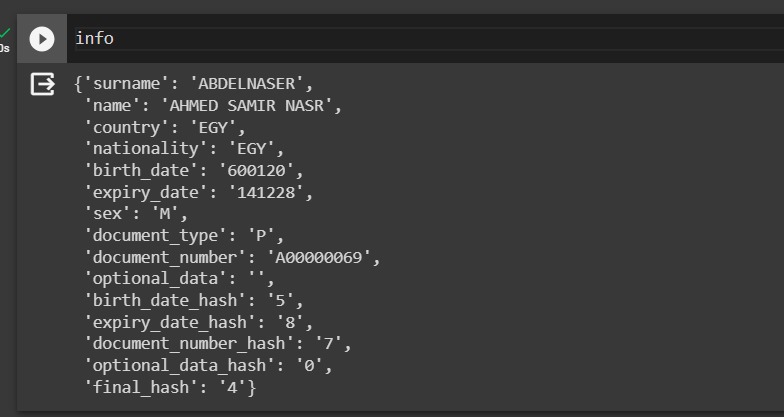 0s
info
{'surname': 'ABDELNASER',
'name': 'AHMED SAMIR NASR',
'country': 'EGY',
'nationality': 'EGY',
'birth_date': '600120',
'expiry_date': '141228',
'sex': 'M',
'document_type': 'P',
'document_number': 'A00000069',
'optional_data': '',
'birth_date_hash': '5',
'expiry_date_hash': '8',
'document_number_hash': '7',
'optional_data_hash': '0',
'final_hash': '4'}